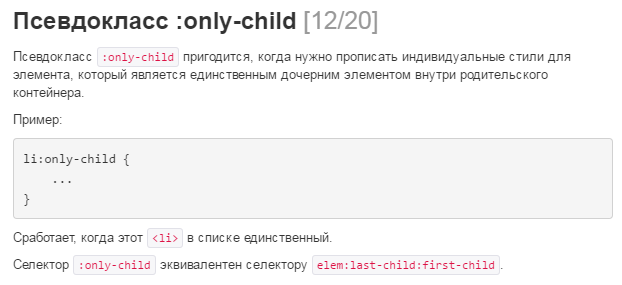 Псевдокласс :only-child [12/20]
Псевдокласс :only-child пригодится, когда нужно прописать индивидуальные стили для
элемента, который является единственным дочерним элементом внутри родительского
контейнера.
Пример:
li:only-child {
    ...
}
Сработает, когда этот <li> в списке единственный.
Селектор :only-child эквивалентен селектору elem:last-child:first-child.